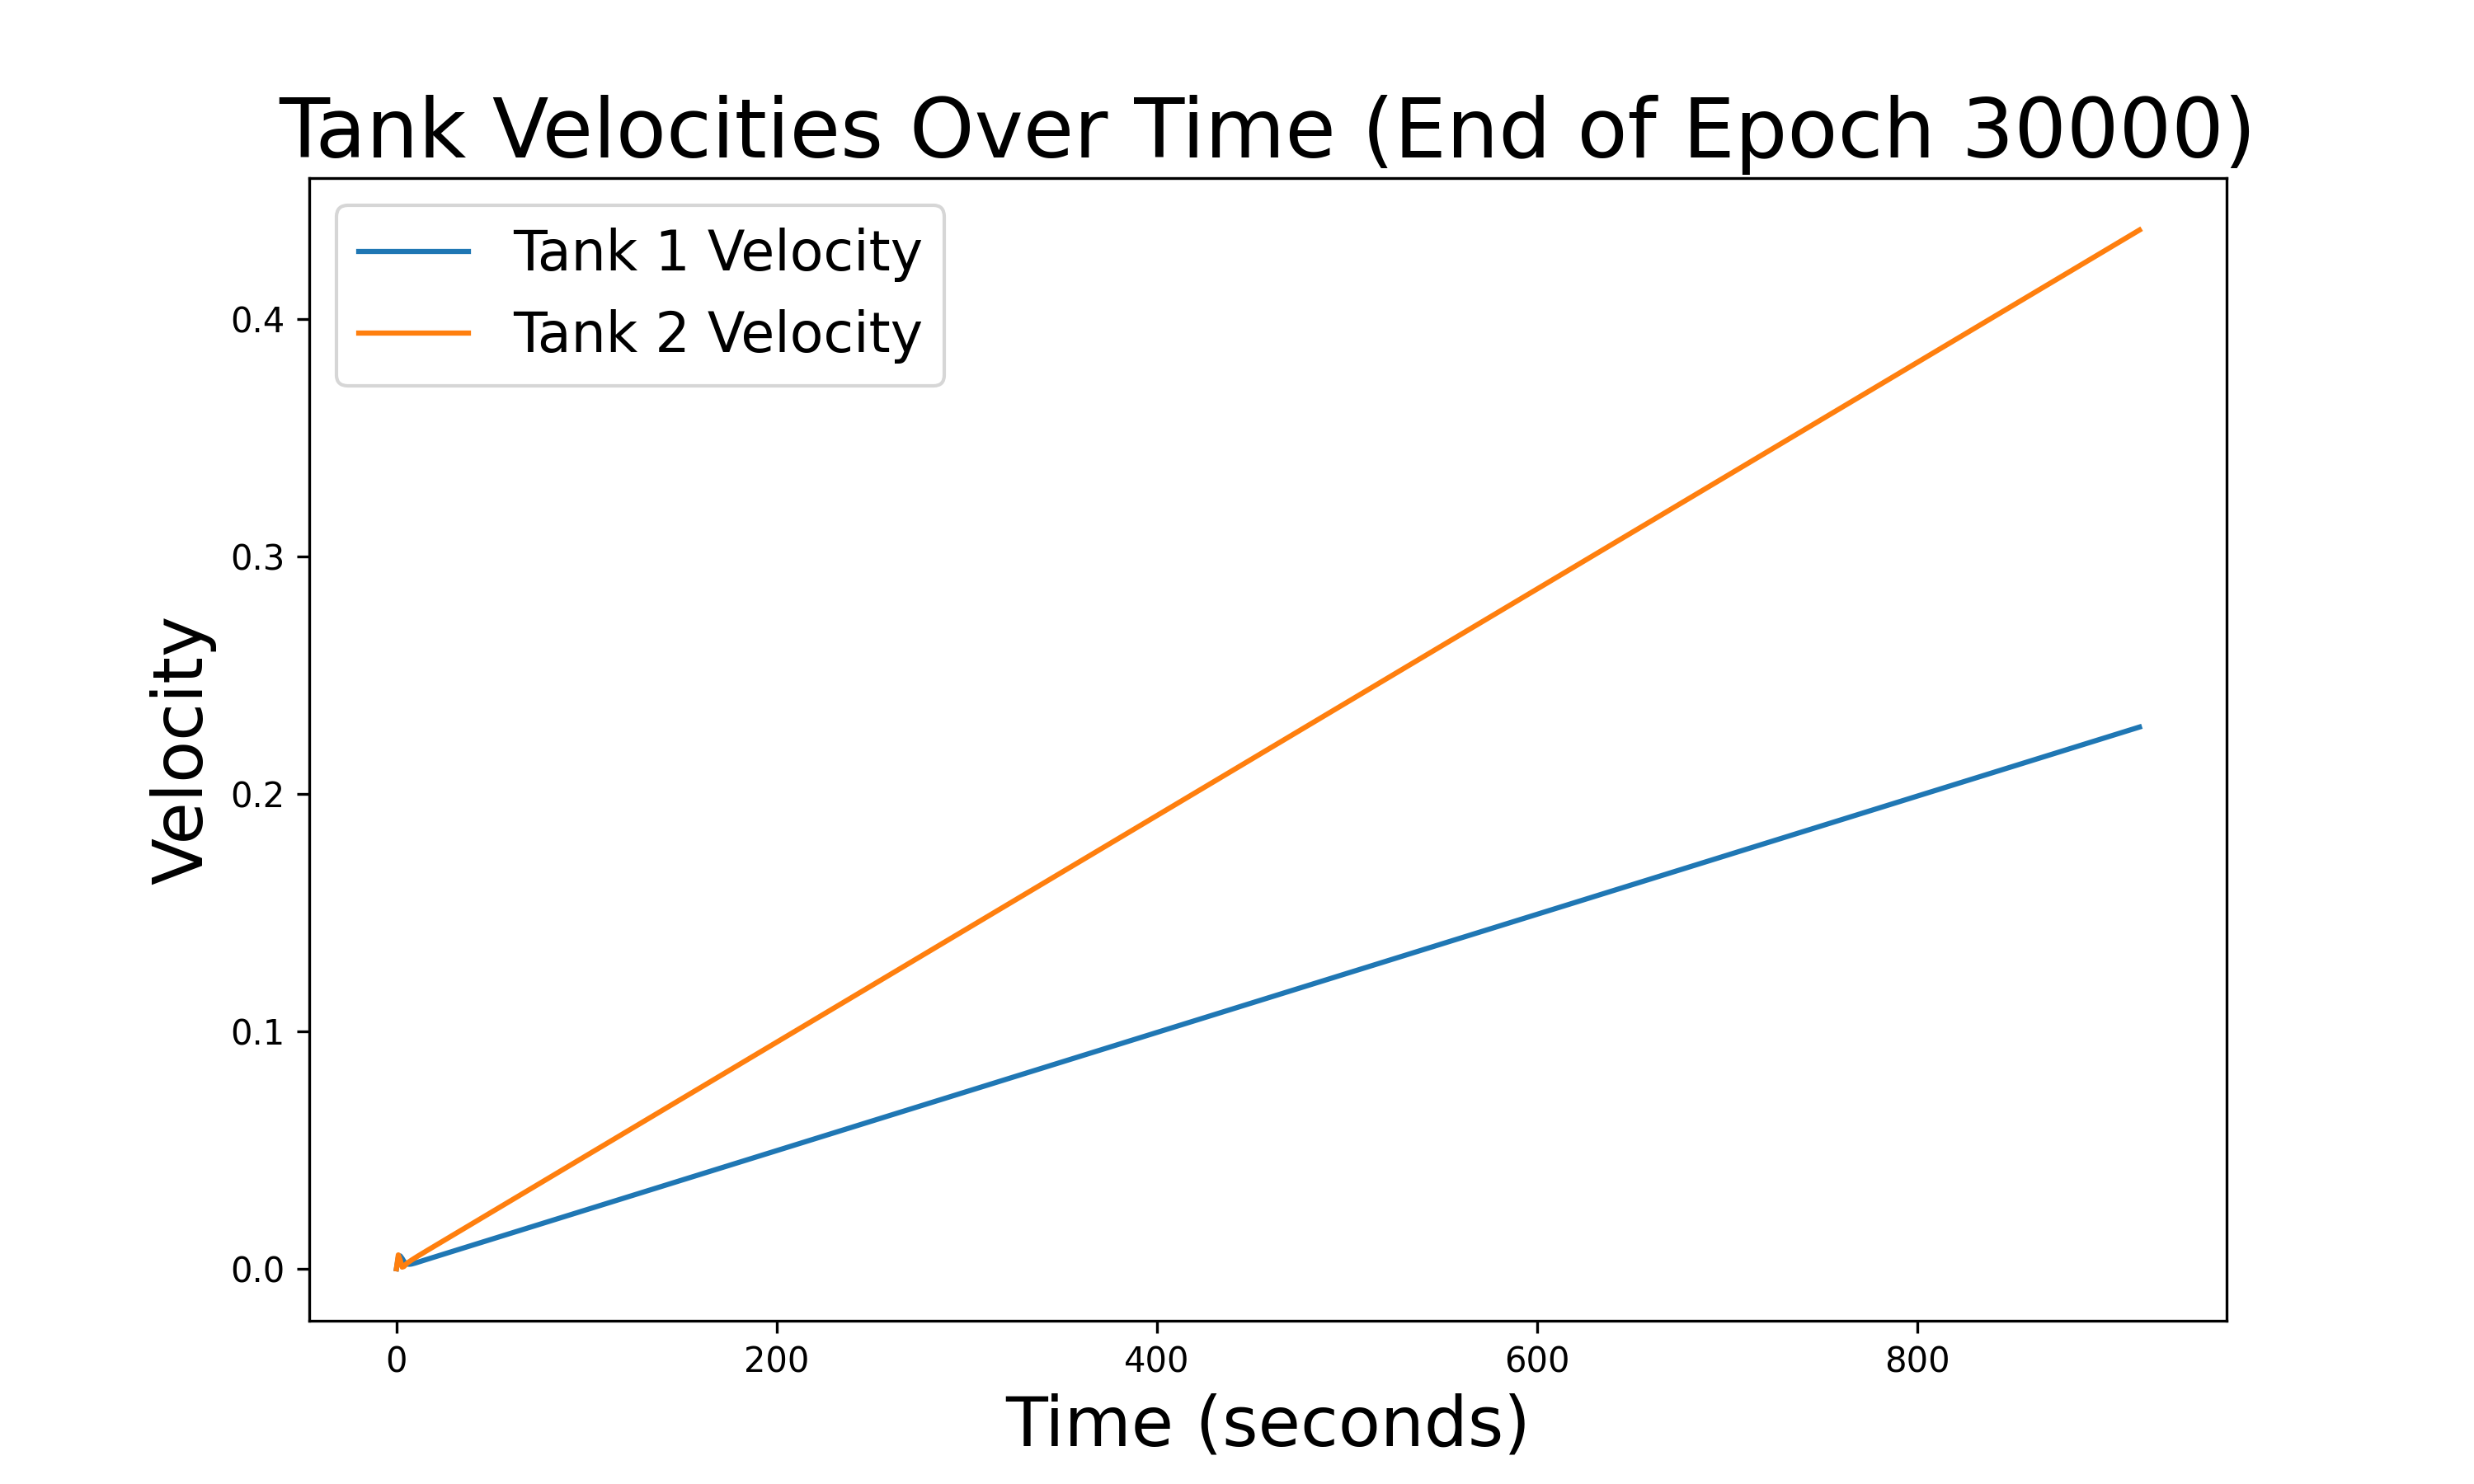 Tank Velocities Over Time (End of Epoch 30000)
Tank 1 Velocity
Tank 2 Velocity
Velocity
0.4
0.3
0.2
0.1
0.0
0 200 400 600 800
Time (seconds)